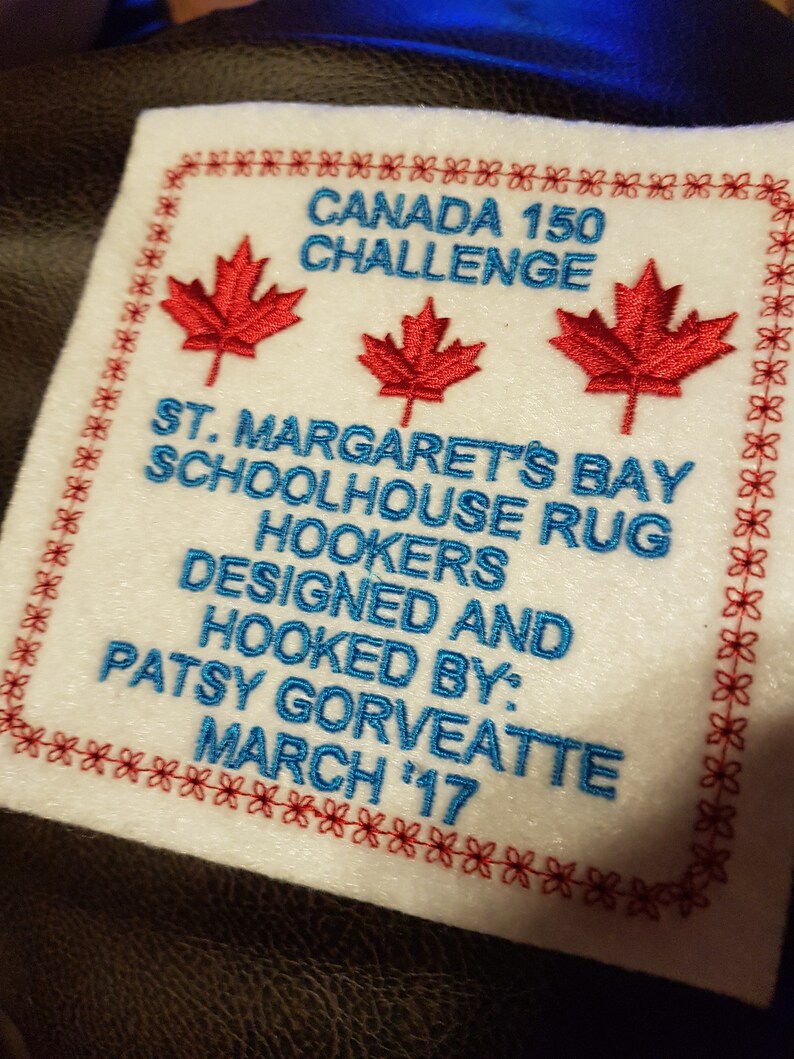 CANADA 150
CHALLENGE
ST. MARGARET'S BAY
SCHOOLHOUSE RUG
HOOKERS
DESIGNED AND
HOOKED BY:
PATSY GORVEATTE
MARCH '17